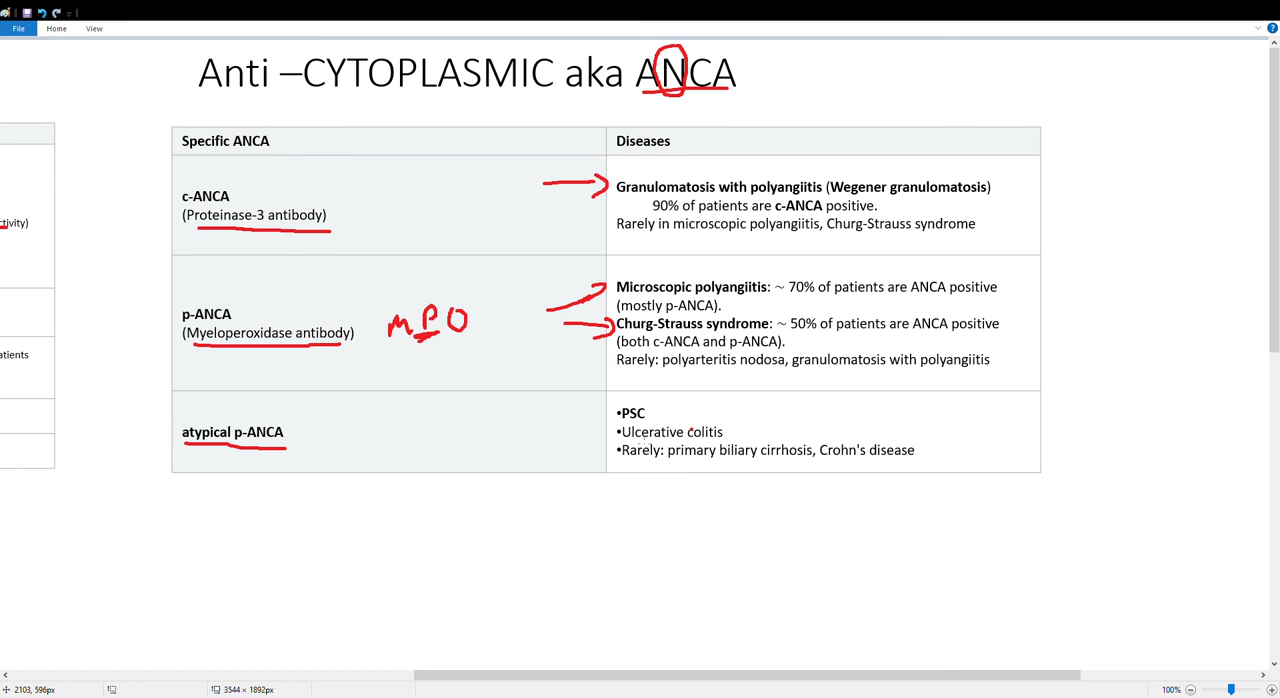 File Home View
Anti –CYTOPLASMIC aka ANCA
Specific ANCA
Diseases
c-ANCA
(Proteinase-3 antibody)
Granulomatosis with polyangiitis (Wegener granulomatosis)
90% of patients are c-ANCA positive.
Rarely in microscopic polyangiitis, Churg-Strauss syndrome
ctivity)
p-ANCA
(Myeloperoxidase antibody)
MPO
Microscopic polyangiitis: ~ 70% of patients are ANCA positive
(mostly p-ANCA).
Churg-Strauss syndrome: ~ 50% of patients are ANCA positive
(both c-ANCA and p-ANCA).
Rarely: polyarteritis nodosa, granulomatosis with polyangiitis
atients
atypical p-ANCA
•PSC
•Ulcerative colitis
•Rarely: primary biliary cirrhosis, Crohn's disease
2103, 596px
3544 × 1892px
100%